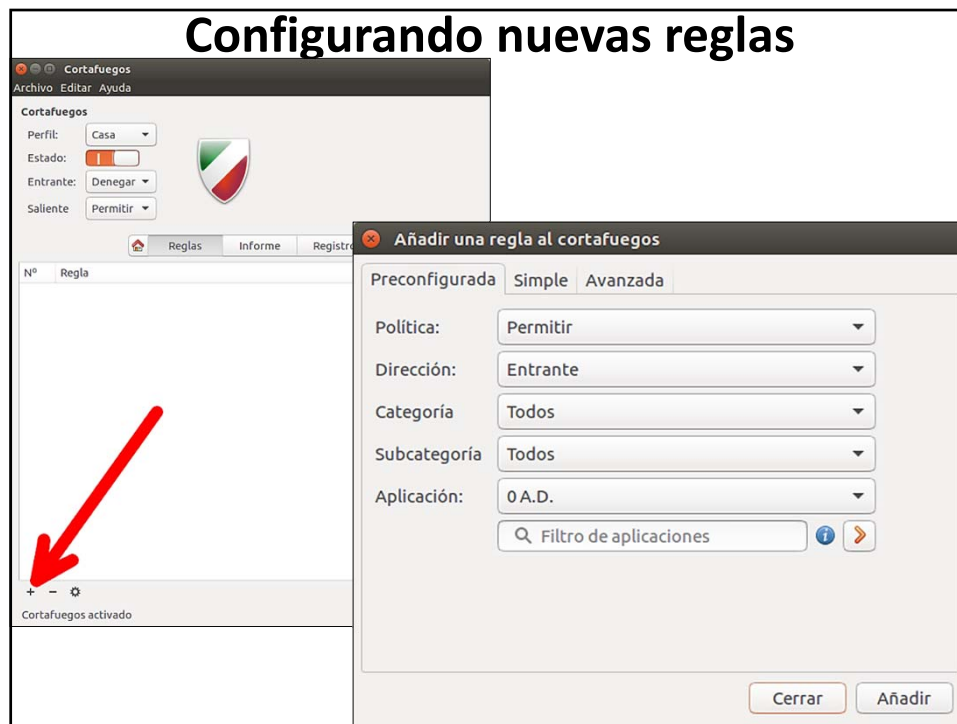 Configurando nuevas reglas
Cortafuegos
Archivo Editar Ayuda
Cortafuegos
Perfil: Casa
Estado:
Entrante: Denegar
Saliente Permitir
Reglas Informe Registro
Nº Regla
+ −
Cortafuegos activado
Añadir una regla al cortafuegos
Preconfigurada Simple Avanzada
Política: Permitir
Dirección: Entrante
Categoría Todos
Subcategoría Todos
Aplicación: 0 A.D.
Filtro de aplicaciones
Cerrar Añadir